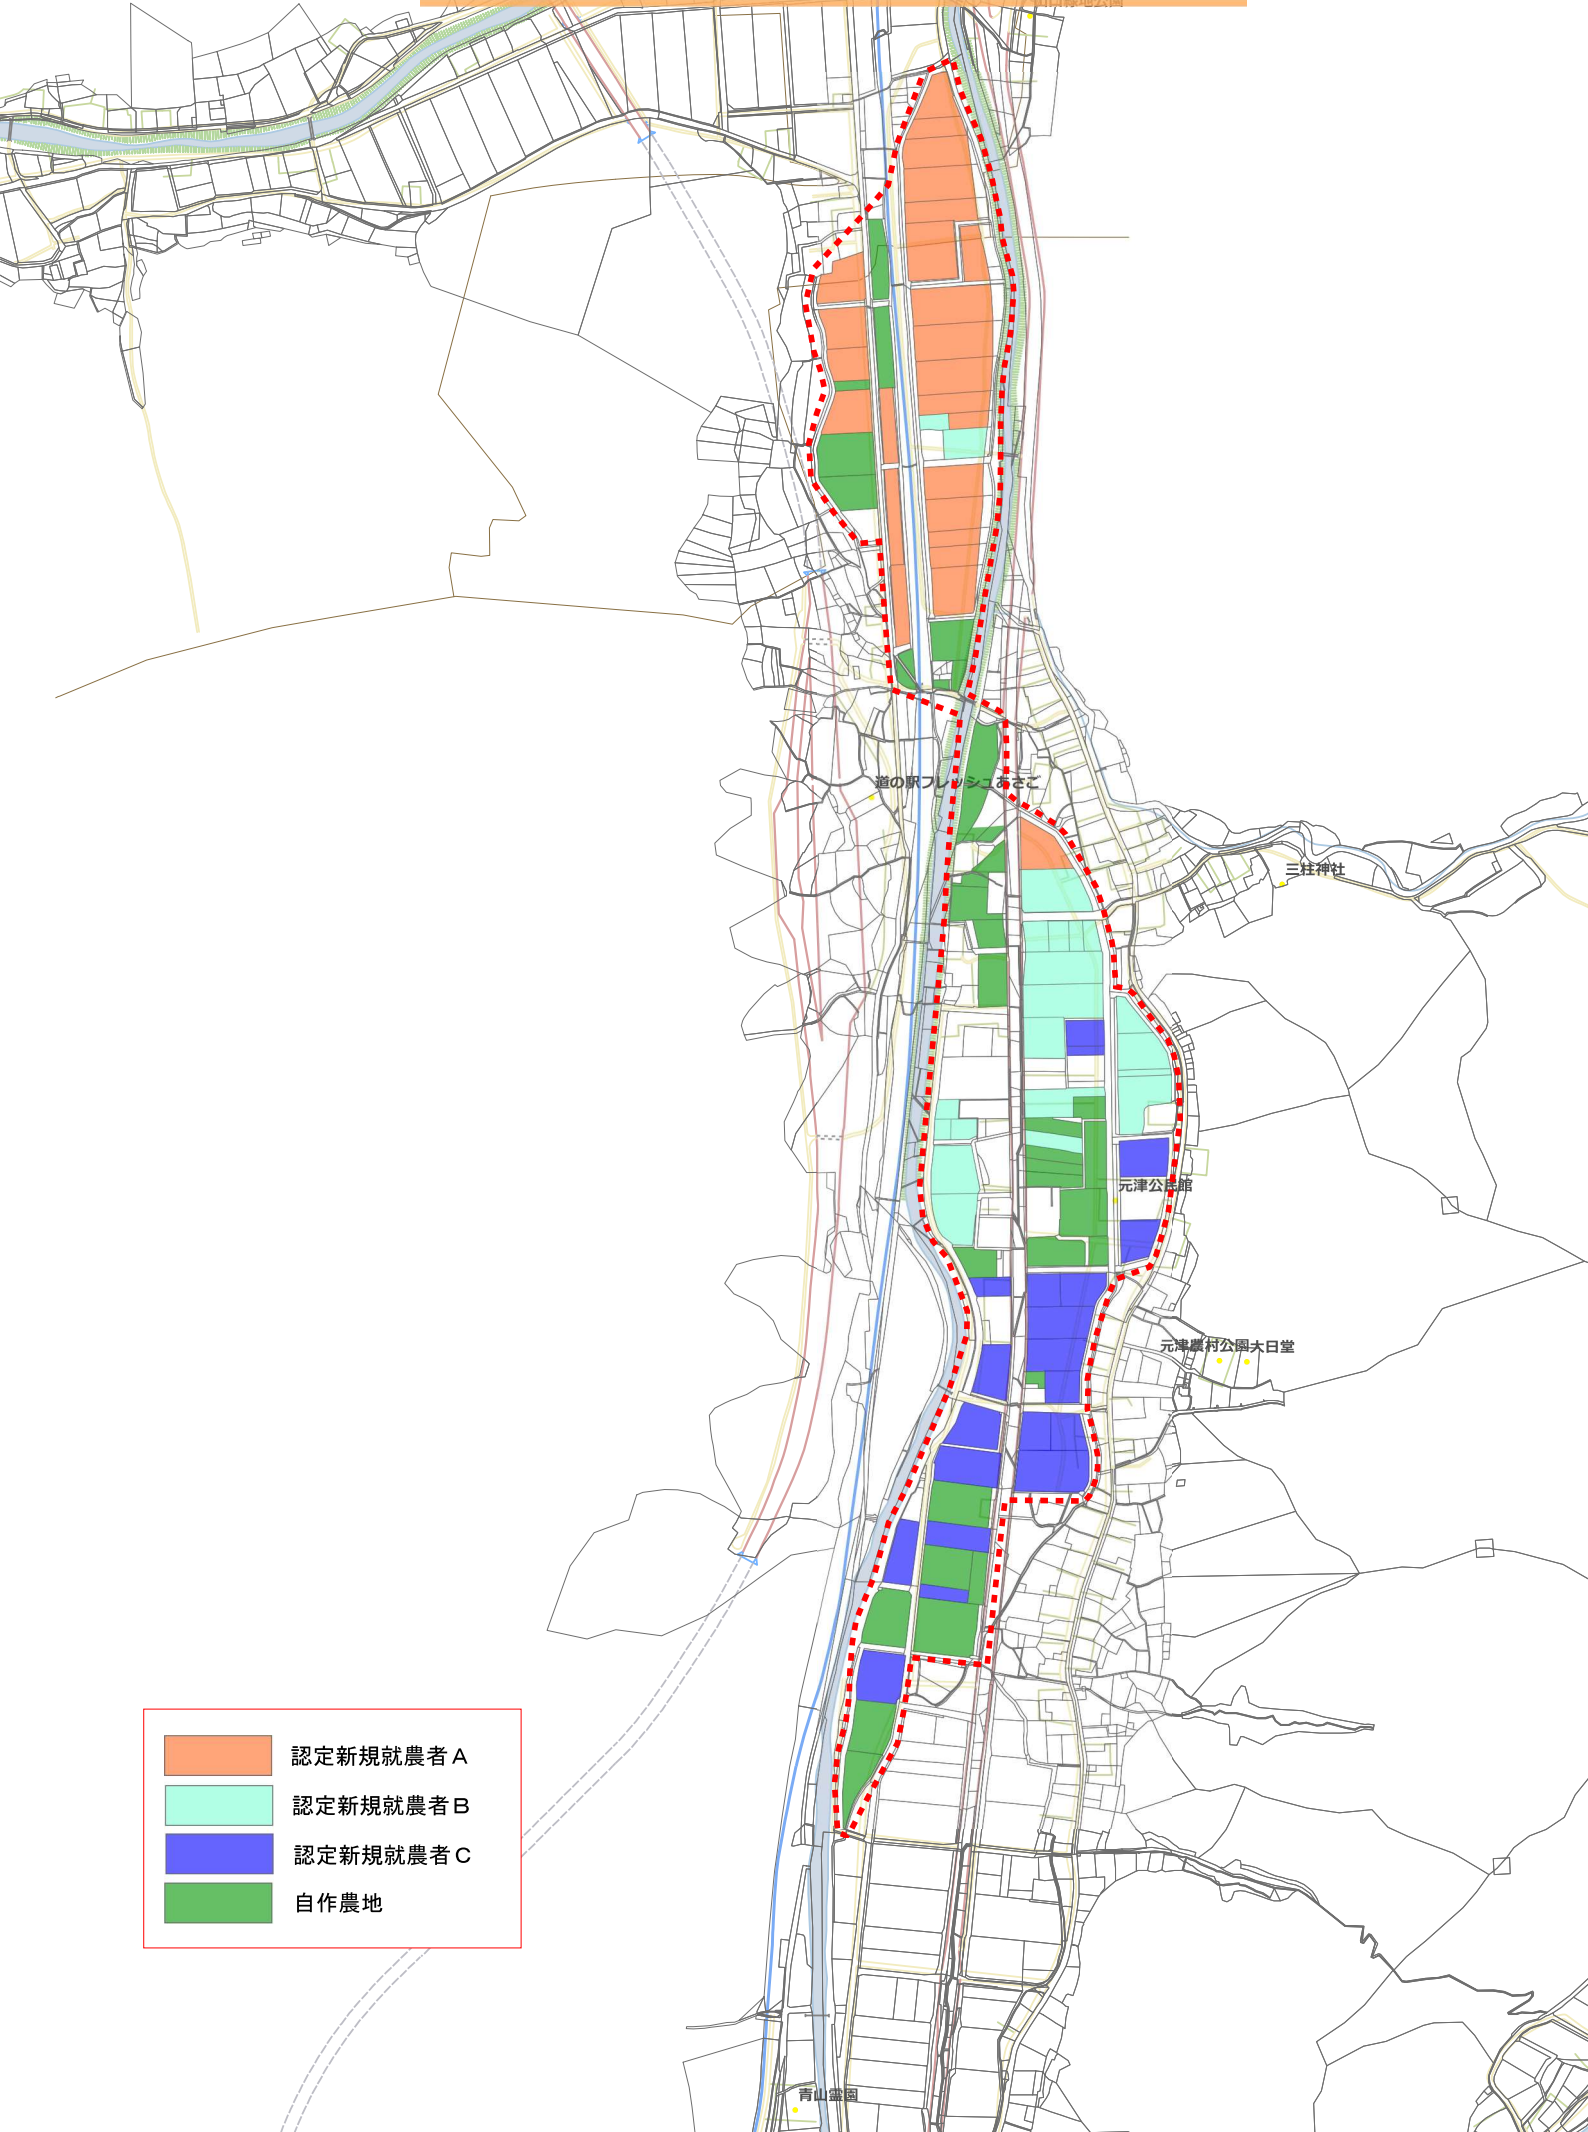 道の駅フレッシュあさご
三柱神社
元津公民館
元津農村公園大日堂
認定新規就農者A
認定新規就農者B
認定新規就農者C
自作農地
青山霊園